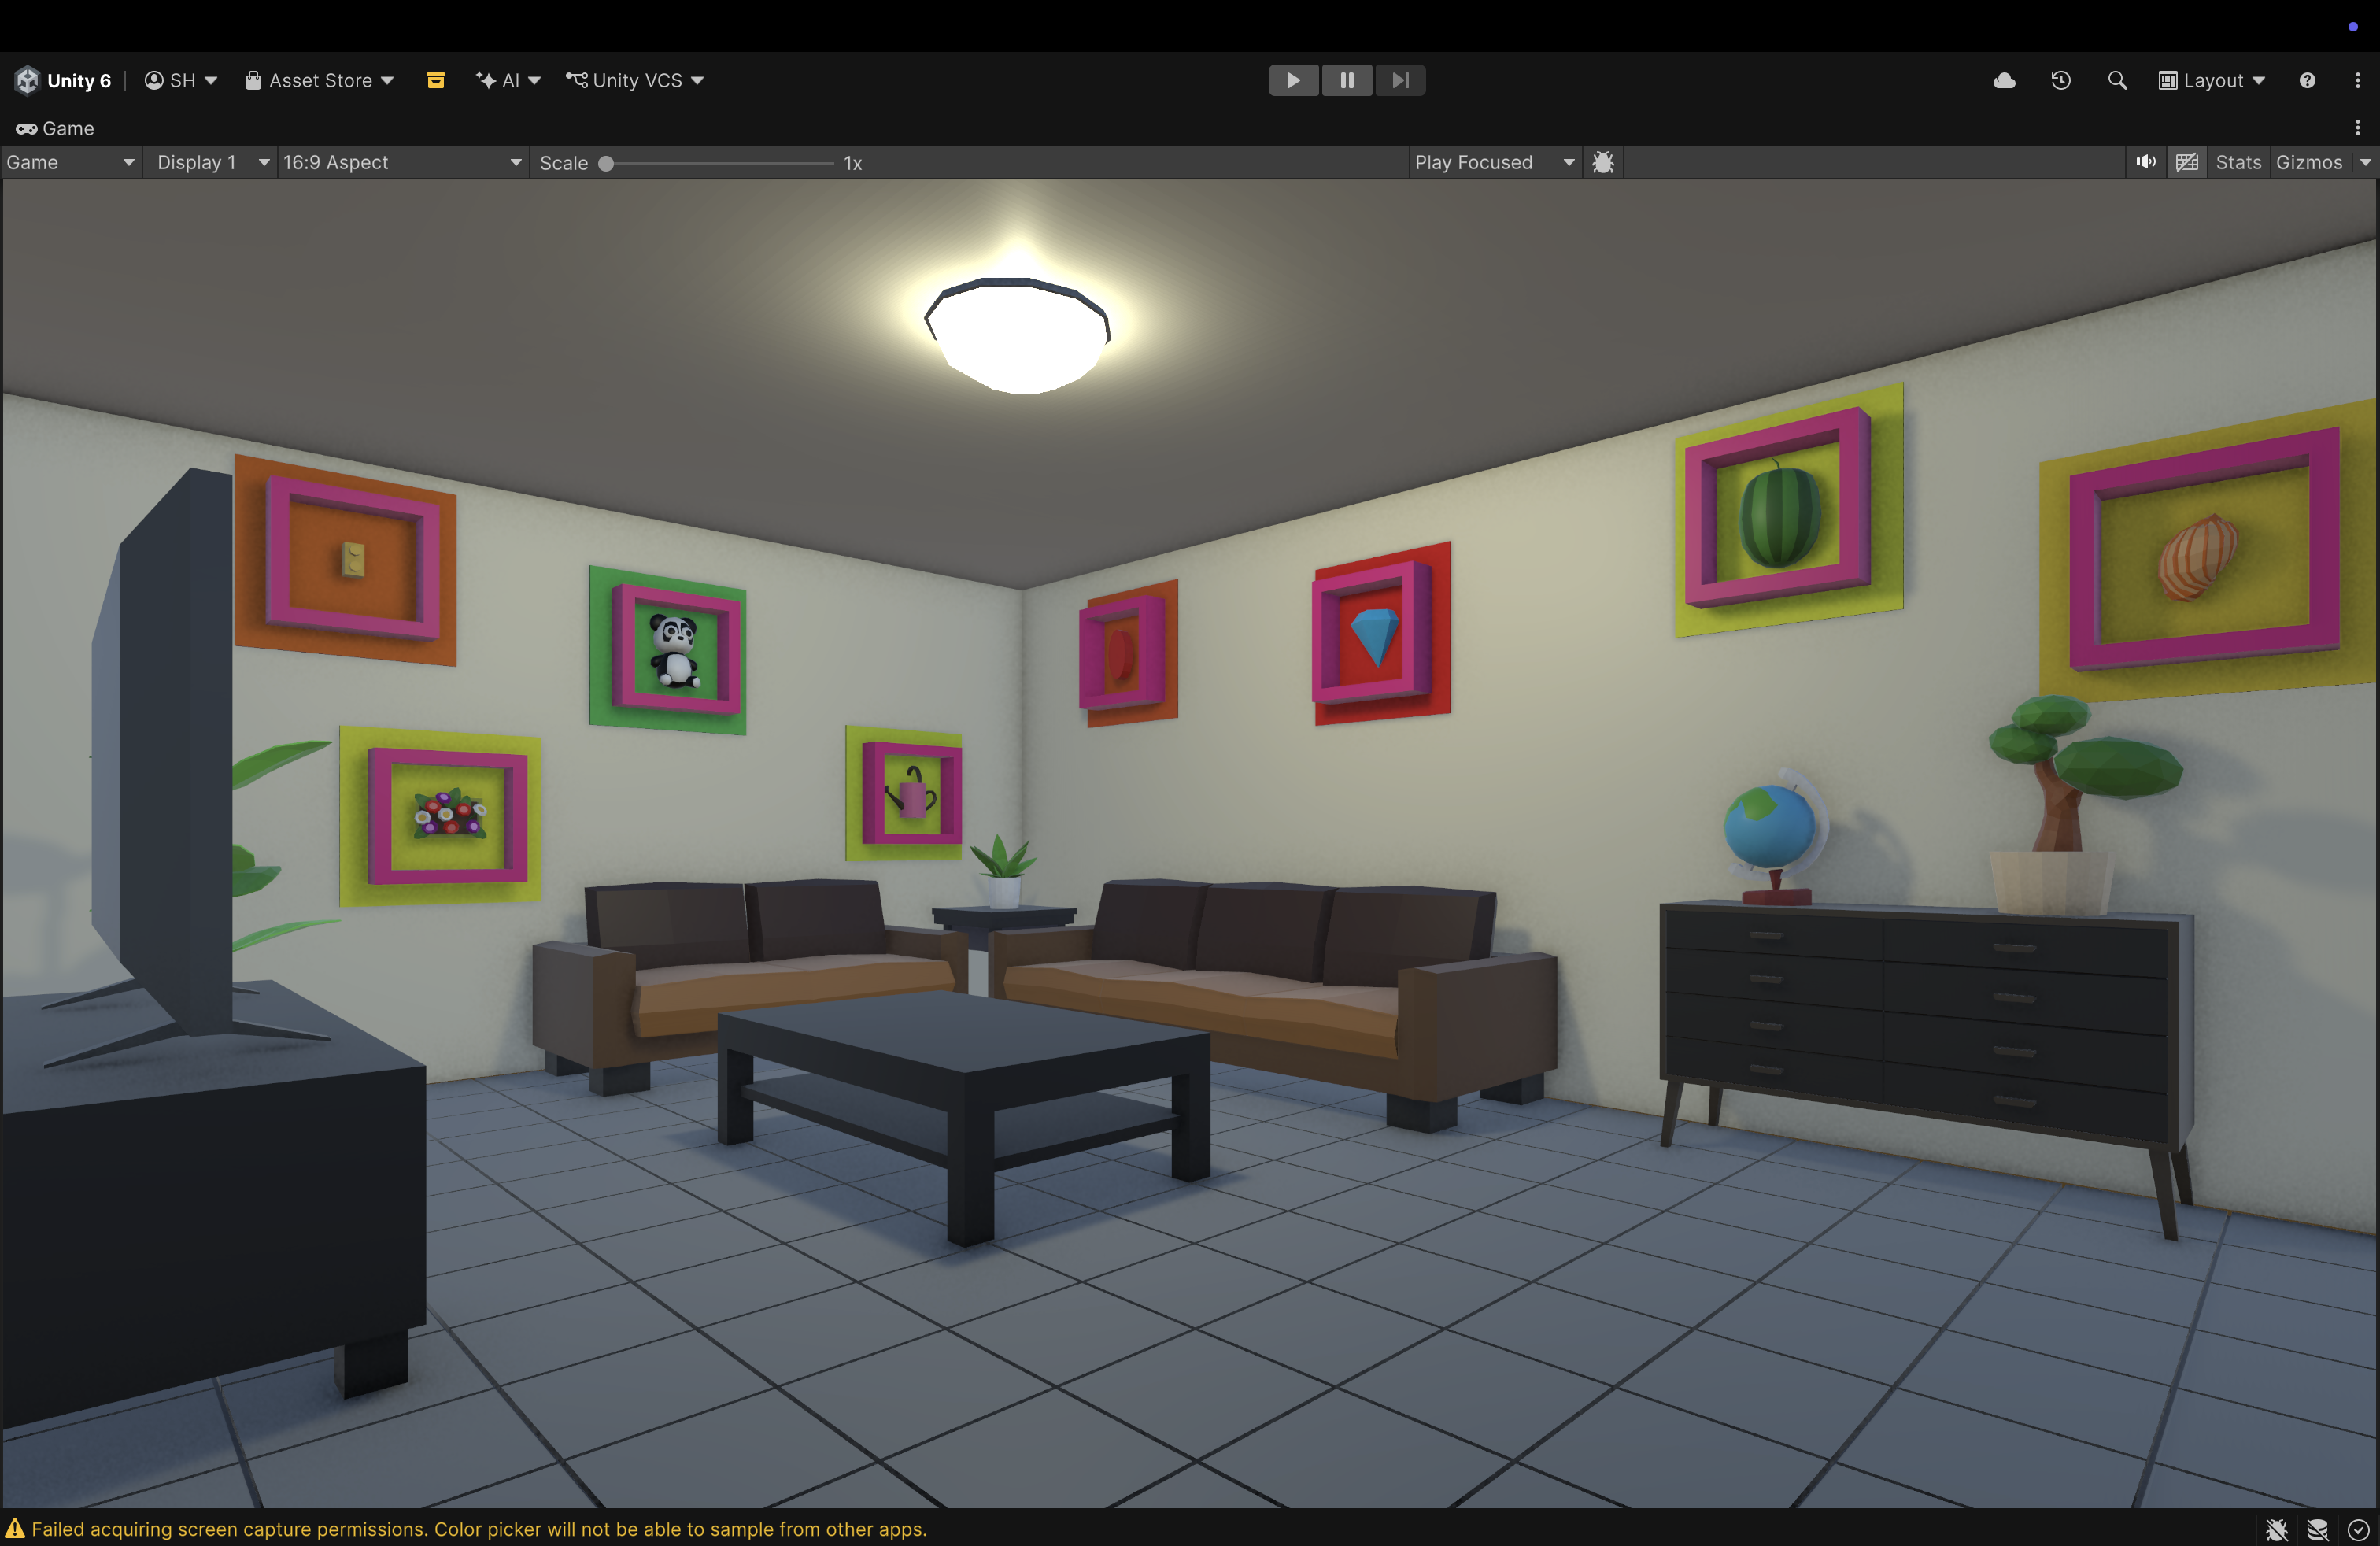 Unity 6 SH Asset Store AI Unity VCS Layout
Game
Game Display 1 16:9 Aspect Scale 1x Play Focused Stats Gizmos
Failed acquiring screen capture permissions. Color picker will not be able to sample from other apps.